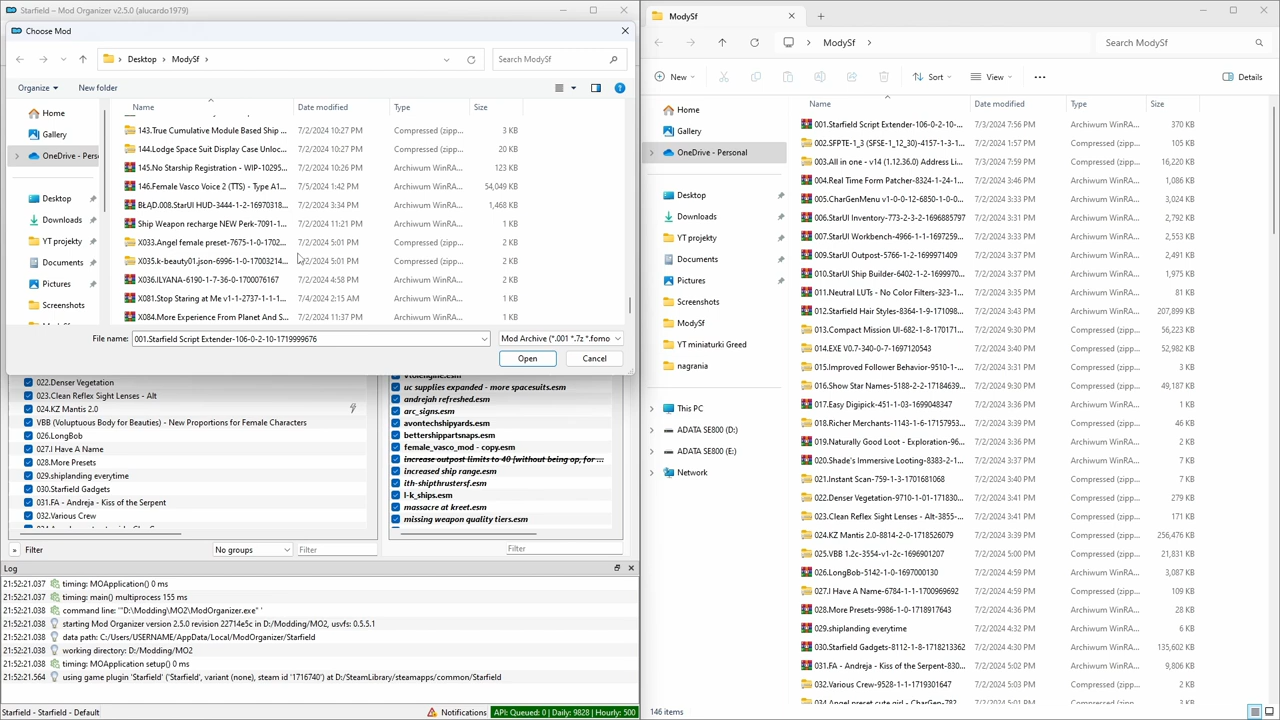 Starfield – Mod Organizer v2.5.0 (alucardo1979)
Choose Mod
Desktop
ModySf
Search ModySf
Organize
New folder
Name
Date modified
Type
Size
Home
Gallery
OneDrive - Pers
Desktop
Downloads
YT projekty
Documents
Pictures
Screenshots
143.True Cumulative Module Based Ship ... 7/2/2024 10:27 PM Compressed (zipp... 3 KB
144.Lodge Space Suit Display Case Unboc... 7/2/2024 10:27 PM Compressed (zipp... 20 KB
145.No Ship Parts Registration - WIP-10295... 7/2/2024 10:26 PM Archiwum WinRA... 123 KB
146.Female Vasco Voice 2 (TTS) - Type A1... 7/5/2024 1:42 PM Archiwum WinRA... 54,049 KB
BŁĄD.008.StarUI HUD-3444-1-2-16970318... 7/2/2024 3:34 PM Archiwum WinRA... 1,468 KB
Ship Weapon recharge NLP Perk-7091-1... 7/2/2024 11:21 PM Archiwum WinRA... 1 KB
X033.Angel female preset-7675-1-0-1702... 7/2/2024 5:01 PM Compressed (zipp... 2 KB
X035.k-beauty01.json-6996-1-0-17003214... 7/2/2024 5:01 PM Compressed (zipp... 2 KB
X036.ILYANA-6190-1-7-36-0-1700076167 7/2/2024 4:58 PM Archiwum WinRA... 2 KB
X081.Stop Staring at Me v1-1-2737-1-1-1... 7/4/2024 2:15 AM Archiwum WinRA... 1 KB
X084.More Experience From Planet And S... 7/2/2024 11:37 PM Archiwum WinRA... 1 KB
File name:
001.Starfield Script Extender-106-0-2-10-1719999676
Mod Archive (*.001 *.7z *.fomo
Open
Cancel
022.Denser Vegetation
023.Clean Reflex Sight Lenses - Alt
024.KZ Mantis 2.0
VBB (Voluptuous Body for Beauties) - New Proportions for Female Characters
026.LongBob
027.I Have A Name
028.More Presets
029.shiplanding everytime
030.Starfield Gadgets
031.FA - Andreja - Kiss of the Serpent
032.Various Crew
uc supplies expanded - more spacesuits.esm
andrejah refreshed.esm
arc_signs.esm
avontechshipyards.esm
bettershippartsnaps.esm
female_vasco_mod - copy.esm
increase outpost limits to 40 [without being op, for ...
increased ship range.esm
ith-shipthrustersf.esm
l-k_ships.esm
massacre at kreet.esm
missing weapon quality tiers.esm
»
Filter
No groups
Filter
Filter
Log
21:52:21.037 timing: MOApplication() 0 ms
21:52:21.037 timing: main() multiprocess 155 ms
21:52:21.038 command line: '"D:\Modding\MO2\ModOrganizer.exe" '
21:52:21.038 starting Mod Organizer version 2.5.0 revision 22714e5c in D:/Modding/MO2, usvfs: 0.5.5.1
21:52:21.038 data path: C:/Users/USERNAME/AppData/Local/ModOrganizer/Starfield
21:52:21.038 working directory: D:/Modding/MO2
21:52:21.038 timing: MOApplication setup() 0 ms
21:52:21.564 using game plugin 'Starfield' ('Starfield', variant (none), steam id '1716740') at D:/SteamLibrary/steamapps/common/Starfield
Starfield - Starfield - Default
Notifications:
API: Queued: 0 | Daily: 9828 | Hourly: 500
ModySf
ModySf
Search ModySf
New
Sort
View
Details
Name
Date modified
Type
Size
Home
Gallery
OneDrive - Personal
Desktop
Downloads
YT projekty
Documents
Pictures
Screenshots
ModySf
YT miniaturki Greed
nagrania
This PC
ADATA SE800 (D:)
ADATA SE800 (E:)
Network
001.Starfield Script Extender-106-0-2-10-... 7/3/2024 7:56 PM Archiwum WinRA... 370 KB
002.SFPTE-1_3 (SFSE-1_12_30)-4157-1-3-1... 7/2/2024 1:57 PM Compressed (zipp... 605 KB
003.All in one - v14 (1.12.36.0) Address Li... 7/3/2024 7:59 PM Compressed (zipp... 16,220 KB
004.Real Time Form Patcher-8324-1-24-1... 7/2/2024 3:46 PM Archiwum WinRA... 1,086 KB
005.CharGenMenu v1-0-0-12-6850-1-0-0... 7/2/2024 3:43 PM Archiwum WinRA... 3,024 KB
006.StarUI Inventory-773-2-3-2-1696885797 7/2/2024 3:31 PM Archiwum WinRA... 2,792 KB
007.StarUI Workbench-4966-1-1-1697259... 7/2/2024 3:33 PM Archiwum WinRA... 2,553 KB
009.StarUI Outpost-5766-1-2-1699971409 7/2/2024 3:33 PM Archiwum WinRA... 2,491 KB
010.StarUI Ship Builder-6402-1-2-1699970... 7/2/2024 3:33 PM Archiwum WinRA... 1,975 KB
011.Neutral LUTs - No Color Filters-323-1... 7/2/2024 3:35 PM Archiwum WinRA... 81 KB
012.Starfield Hair Styles-8364-1-9-171098... 7/2/2024 3:38 PM Archiwum WinRA... 207,899 KB
013.Compact Mission UI-682-1-8-170171... 7/2/2024 3:40 PM Compressed (zipp... 56,223 KB
014.EXE V0.7-340-0-7-1697120543 7/2/2024 3:39 PM Compressed (zipp... 52,982 KB
015.Improved Follower Behavior-9510-1-... 7/2/2024 3:41 PM Compressed (zipp... 3 KB
016.Show Star Names-5188-2-2-17184639... 7/2/2024 9:30 PM Compressed (zipp... 49,187 KB
017.Easy Digipick-451-1-03-1699048347 7/2/2024 3:36 PM Archiwum WinRA... 1 KB
018.Richer Merchants-1143-1-6-17157953... 7/2/2024 3:36 PM Compressed (zipp... 46 KB
019.Naturally Good Loot - Exploration-96... 7/2/2024 3:37 PM Archiwum WinRA... 2 KB
020.Shade's Immersive Looting-8383-2-1... 7/2/2024 3:37 PM Archiwum WinRA... 7 KB
021.Instant Scan-759-1-3-1701681068 7/2/2024 3:40 PM Archiwum WinRA... 1 KB
022.Denser Vegetation-9710-1-01-171830... 7/2/2024 3:41 PM Compressed (zipp... 279 KB
023.Clean Reflex Sight Lenses - Alt-3855-... 7/2/2024 3:41 PM Compressed (zipp... 171 KB
024.KZ Mantis 2.0-8814-2-0-1718526079 7/2/2024 3:41 PM Compressed (zipp... 256,476 KB
025.VBB 1.2c-3554-v1-2c-1696901207 7/2/2024 5:00 PM Compressed (zipp... 21,831 KB
026.LongBob-5142-1-0-1697000130 7/2/2024 4:59 PM Archiwum WinRA... 3,087 KB
027.I Have A Name-6784-1-1-1700969692 7/2/2024 4:59 PM Compressed (zipp... 109 KB
028.More Presets-9986-1-0-1718917643 7/2/2024 4:36 PM Archiwum WinRA... 28 KB
029.shiplanding everytime 7/2/2024 4:32 PM Archiwum WinRA... 6 KB
030.Starfield Gadgets-8112-1-8-1718213362 7/2/2024 5:03 PM Compressed (zipp... 135,602 KB
031.FA - Andreja - Kiss of the Serpent-830... 7/2/2024 5:02 PM Archiwum WinRA... 9,806 KB
032.Various Crew-9528-1-1-1719301647 7/2/2024 5:03 PM Compressed (zipp... 4 KB
146 items